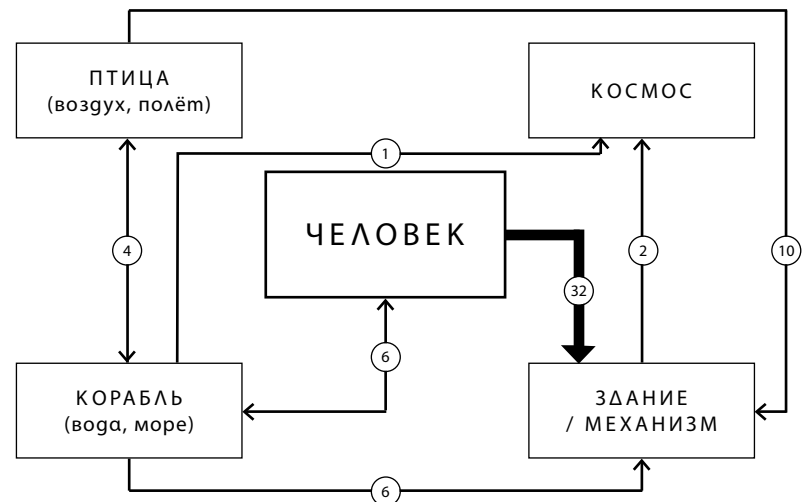 ПТИЦА
(воздух, полёт)
КОСМОС
1
ЧЕЛОВЕК
4
2
10
32
6
КОРАБЛЬ
(вода, море)
ЗДАНИЕ
/ МЕХАНИЗМ
6